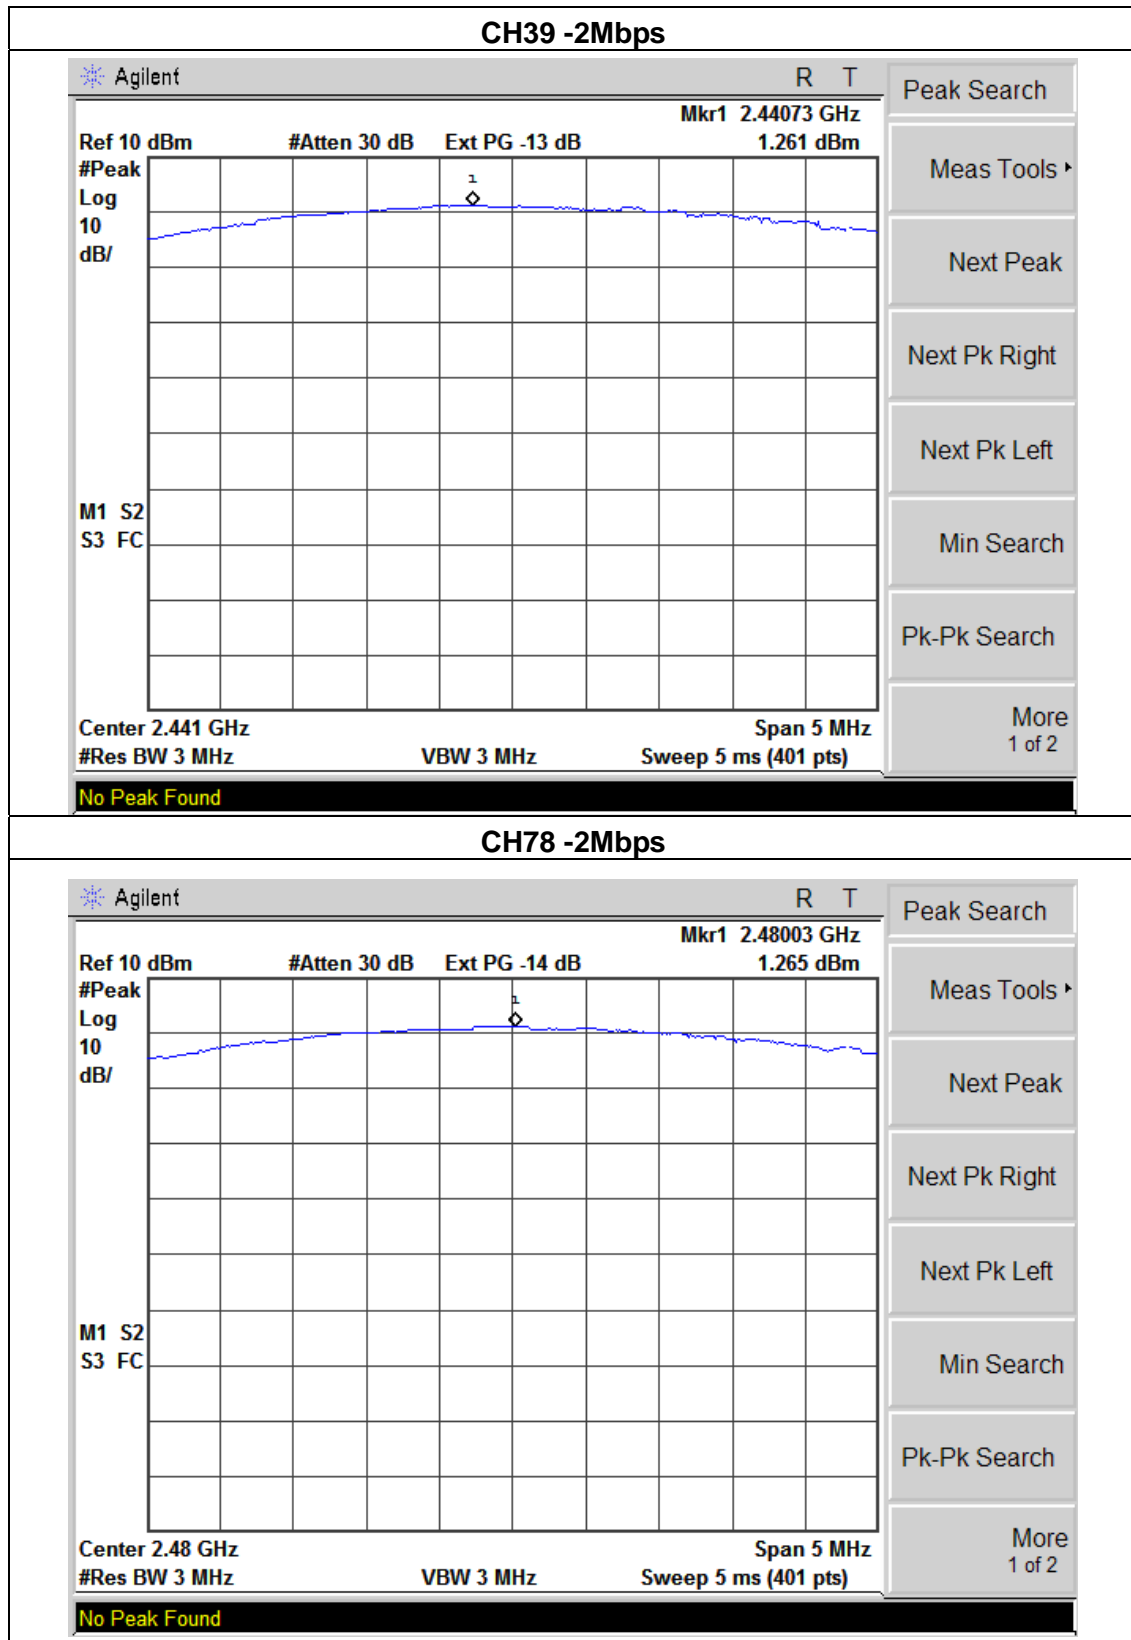 CH39 -2Mbps
Agilent R T
Peak Search
Mkr1 2.44073 GHz
Ref 10 dBm #Atten 30 dB Ext PG -13 dB 1.261 dBm
#Peak
Log
10
dB/
1
Meas Tools
Next Peak
Next Pk Right
Next Pk Left
M1 S2
S3 FC
Min Search
Pk-Pk Search
Center 2.441 GHz Span 5 MHz
#Res BW 3 MHz VBW 3 MHz Sweep 5 ms (401 pts)
More
1 of 2
No Peak Found
CH78 -2Mbps
Agilent R T
Peak Search
Mkr1 2.48003 GHz
Ref 10 dBm #Atten 30 dB Ext PG -14 dB 1.265 dBm
#Peak
Log
10
dB/
1
Meas Tools
Next Peak
Next Pk Right
Next Pk Left
M1 S2
S3 FC
Min Search
Pk-Pk Search
Center 2.48 GHz Span 5 MHz
#Res BW 3 MHz VBW 3 MHz Sweep 5 ms (401 pts)
More
1 of 2
No Peak Found